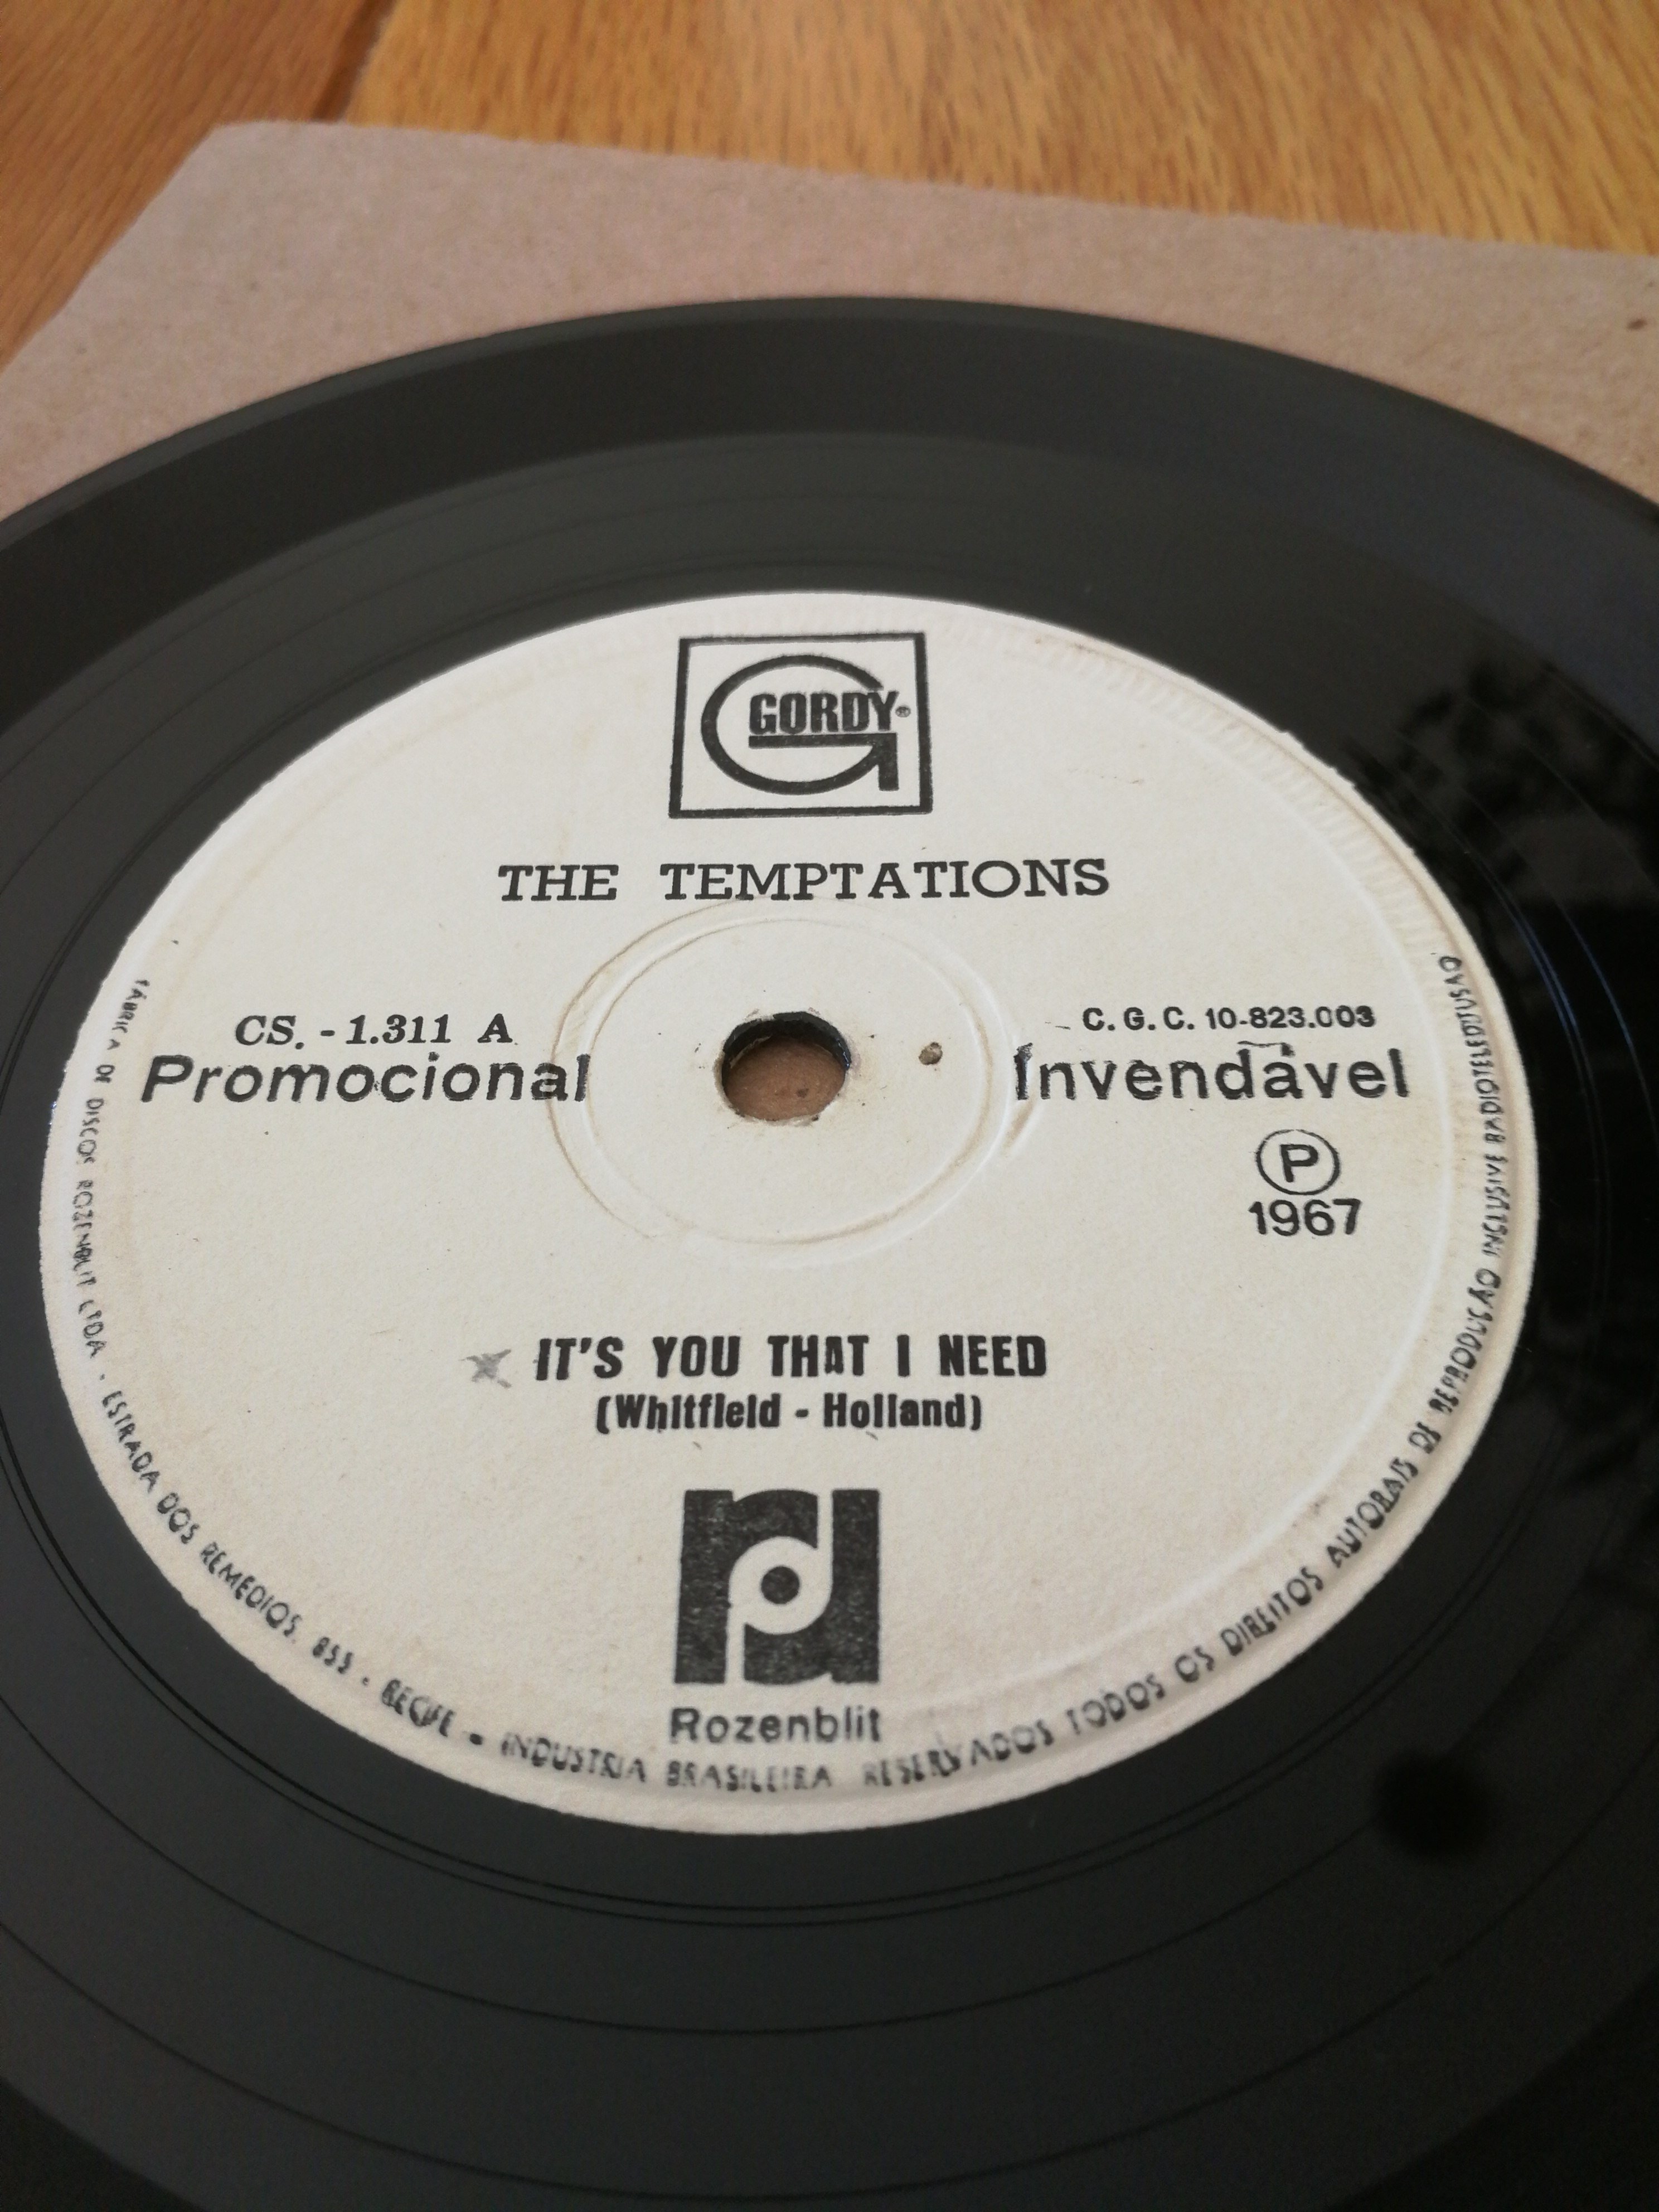 GORDY®
THE TEMPTATIONS
CS. - 1.311 A
Promocional
C. G. C. 10-823.003
Invendável
Ⓟ
1967
x IT'S YOU THAT I NEED
(Whitfield - Holland)
Rozenblit
FÁBRICA DE DISCOS ROZENBLIT LTDA - ESTRADA DOS REMEDIOS, 855 - RECIFE - INDUSTRIA BRASILEIRA RESERVADOS TODOS OS DIREITOS AUTORAIS DE REPRODUÇÃO INCLUSIVE RADIOTELEDIFUSÃO